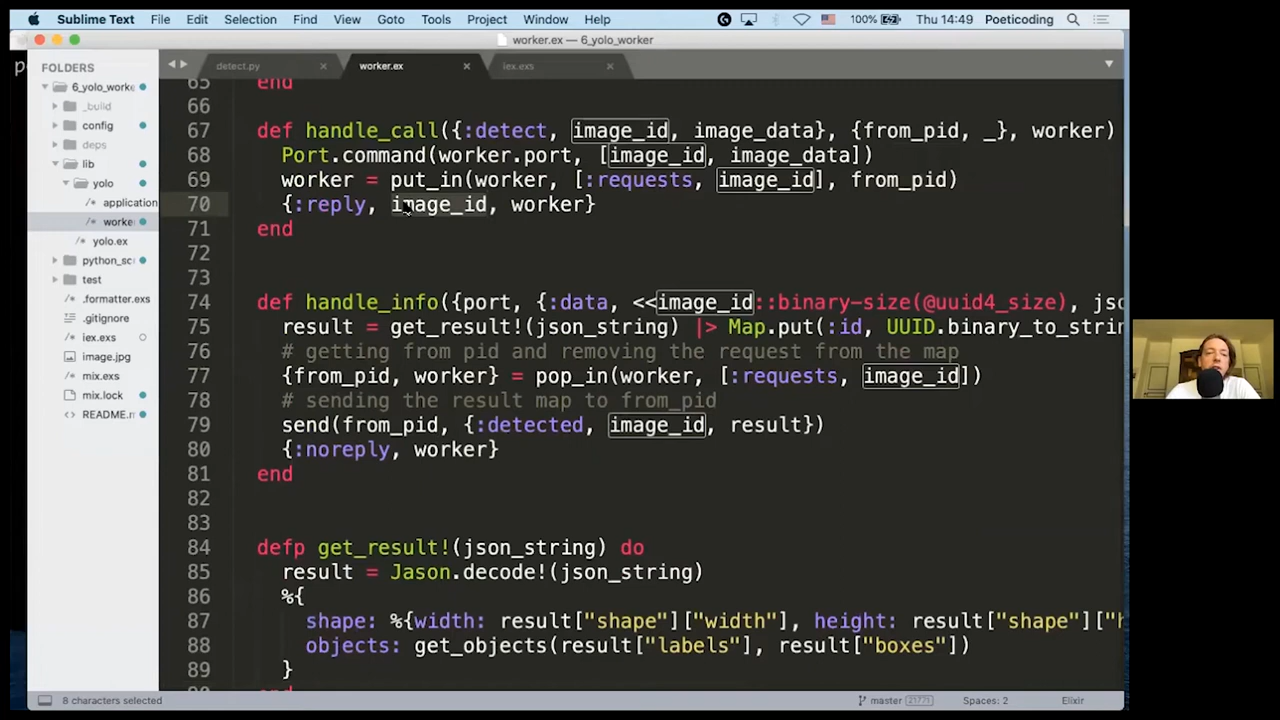 Sublime Text File Edit Selection Find View Goto Tools Project Window Help 100% Thu 14:49 Poeticoding
worker.ex — 6_yolo_worker
FOLDERS
6_yolo_worke
_build
config
deps
lib
yolo
application
worke
yolo.ex
python_sc
test
.formatter.exs
.gitignore
iex.exs
image.jpg
mix.exs
mix.lock
README.m
detect.py
worker.ex
iex.exs
65 end
66
67 def handle_call({:detect, image_id, image_data}, {from_pid, _}, worker)
68 Port.command(worker.port, [image_id, image_data])
69 worker = put_in(worker, [:requests, image_id], from_pid)
70 {:reply, image_id, worker}
71 end
72
73
74 def handle_info({port, {:data, <<image_id::binary-size(@uuid4_size), jso
75 result = get_result!(json_string) |> Map.put(:id, UUID.binary_to_strin
76 # getting from pid and removing the request from the map
77 {from_pid, worker} = pop_in(worker, [:requests, image_id])
78 # sending the result map to from_pid
79 send(from_pid, {:detected, image_id, result})
80 {:noreply, worker}
81 end
82
83
84 defp get_result!(json_string) do
85 result = Jason.decode!(json_string)
86 %{
87 shape: %{width: result["shape"]["width"], height: result["shape"]["h
88 objects: get_objects(result["labels"], result["boxes"])
89 }
8 characters selected
master
Spaces: 2
Elixir